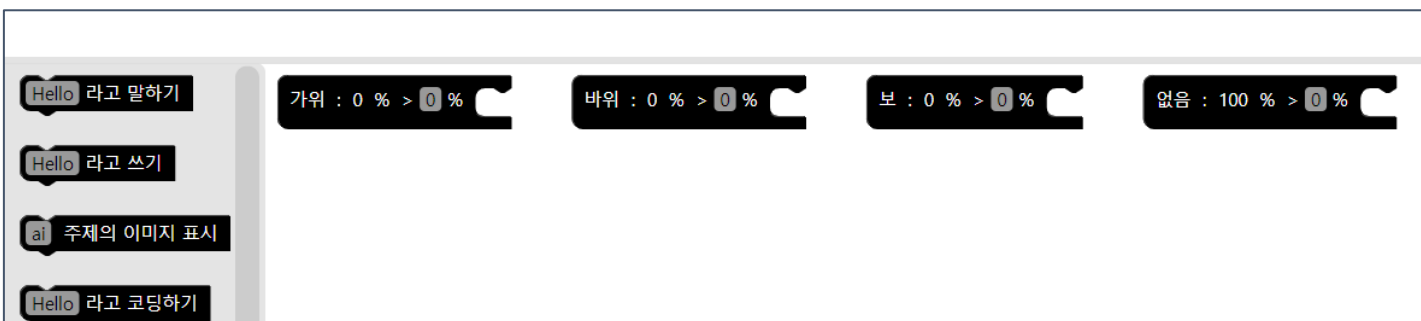 Hello 라고 말하기
Hello 라고 쓰기
ai 주제의 이미지 표시
Hello 라고 코딩하기
가위 : 0 % > 0 %
바위 : 0 % > 0 %
보 : 0 % > 0 %
없음 : 100 % > 0 %